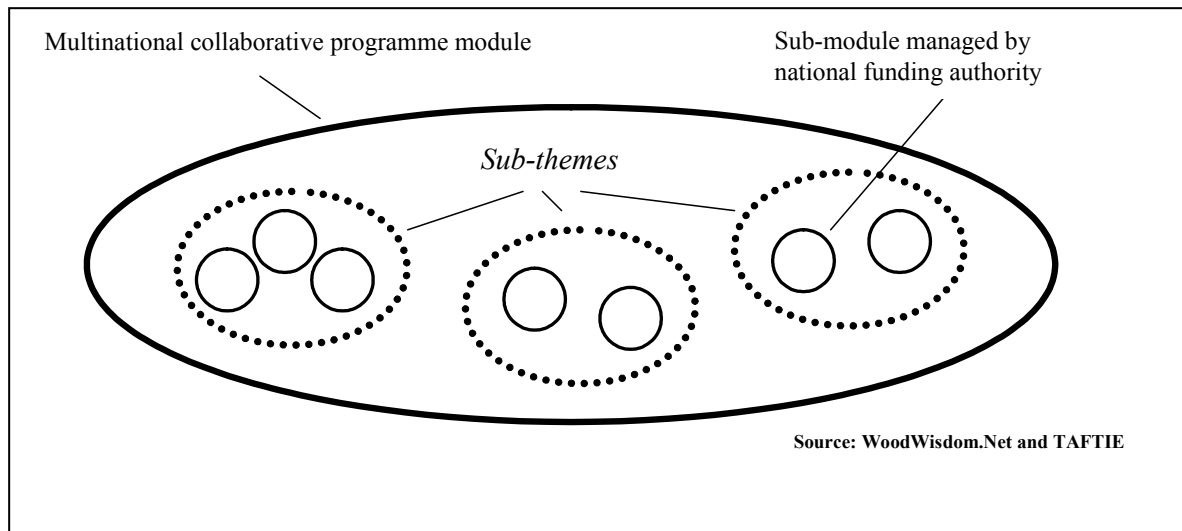 Multinational collaborative programme module
Sub-module managed by
national funding authority
Sub-themes
Source: WoodWisdom.Net and TAFTIE